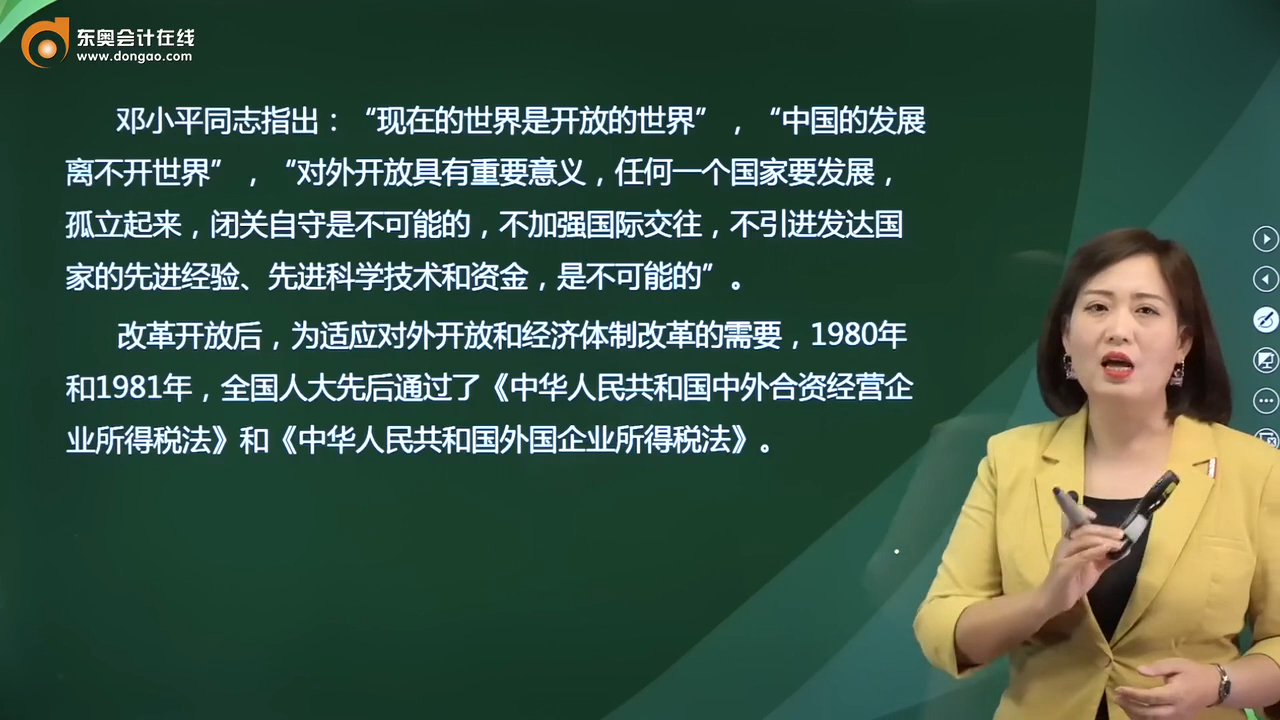 东奥会计在线
www.dongao.com
邓小平同志指出：“现在的世界是开放的世界”，“中国的发展
离不开世界”，“对外开放具有重要意义，任何一个国家要发展，
孤立起来，闭关自守是不可能的，不加强国际交往，不引进发达国
家的先进经验、先进科学技术和资金，是不可能的”。
改革开放后，为适应对外开放和经济体制改革的需要，1980年
和1981年，全国人大先后通过了《中华人民共和国中外合资经营企
业所得税法》和《中华人民共和国外国企业所得税法》。